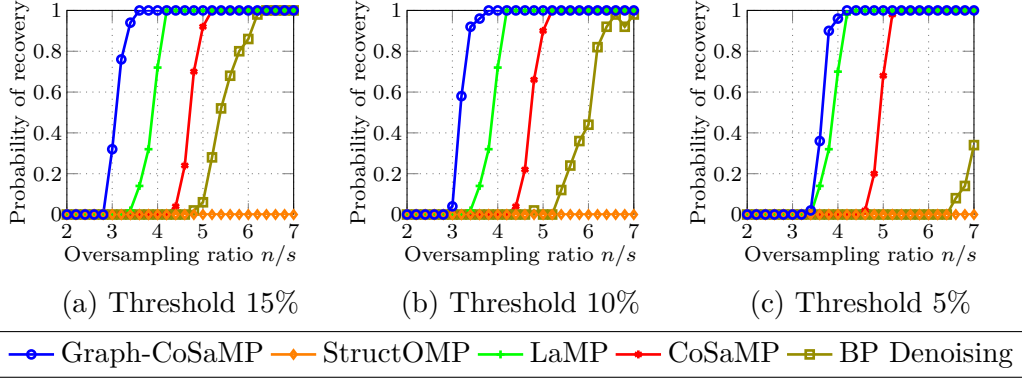 Probability of recovery
1
0.8
0.6
0.4
0.2
0
2 3 4 5 6 7
Oversampling ratio n/s
(a) Threshold 15%
Probability of recovery
1
0.8
0.6
0.4
0.2
0
2 3 4 5 6 7
Oversampling ratio n/s
(b) Threshold 10%
Probability of recovery
1
0.8
0.6
0.4
0.2
0
2 3 4 5 6 7
Oversampling ratio n/s
(c) Threshold 5%
Graph-CoSaMP StructOMP LaMP CoSaMP BP Denoising